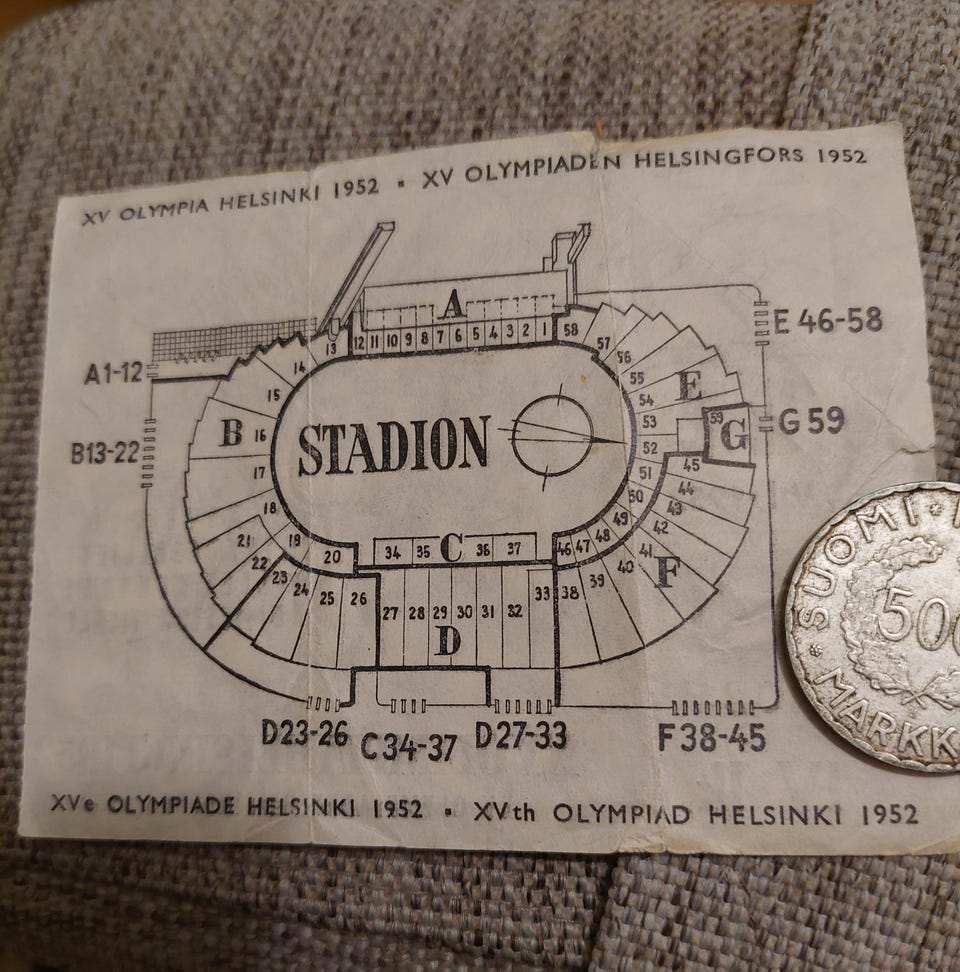 XV OLYMPIA HELSINKI 1952 ▪ XV OLYMPIADEN HELSINGFORS 1952
A
12 11 10 9 8 7 6 5 4 3 2 1 58
13
57
E 46-58
14
56
A1-12
15
55
E
54
B
16
STADION
53
59
G
G 59
B13-22
52
17
51
45
44
50
18
43
49
42
21
19
20
34 35 C 36 37
46 47 48
41
22
23
40
F
24
39
25
26
27 28 29 30 31 32
33
38
D
D23-26
C34-37
D27-33
F38-45
XVe OLYMPIADE HELSINKI 1952 ▪ XVth OLYMPIAD HELSINKI 1952
SUOMI
MARKK